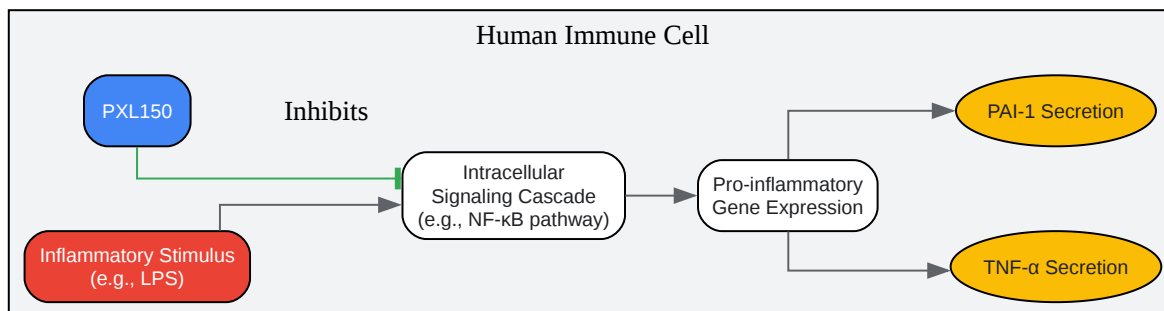 Human Immune Cell
PXL150
Inhibits
PAI-1 Secretion
Intracellular
Signaling Cascade
(e.g., NF-κB pathway)
Pro-inflammatory
Gene Expression
Inflammatory Stimulus
(e.g., LPS)
TNF-α Secretion